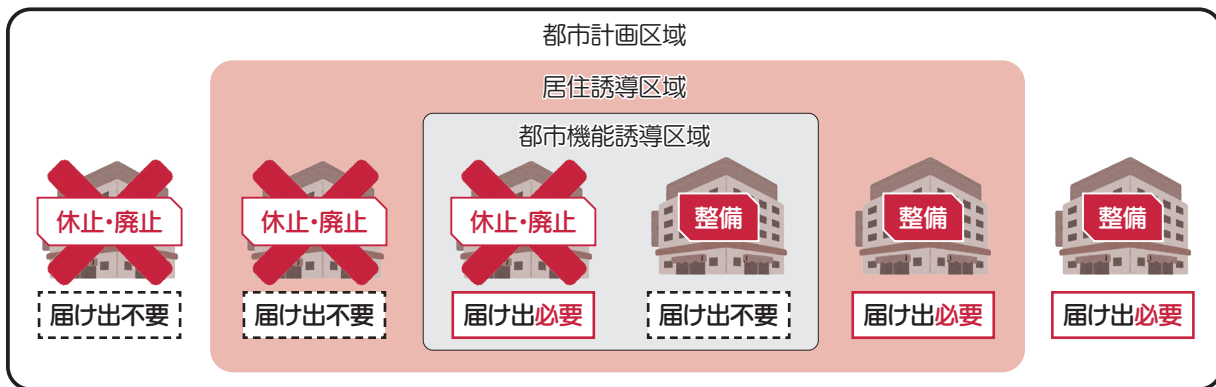 都市計画区域
居住誘導区域
都市機能誘導区域
休止・廃止
休止・廃止
休止・廃止
整備
整備
整備
届け出不要
届け出不要
届け出必要
届け出不要
届け出必要
届け出必要